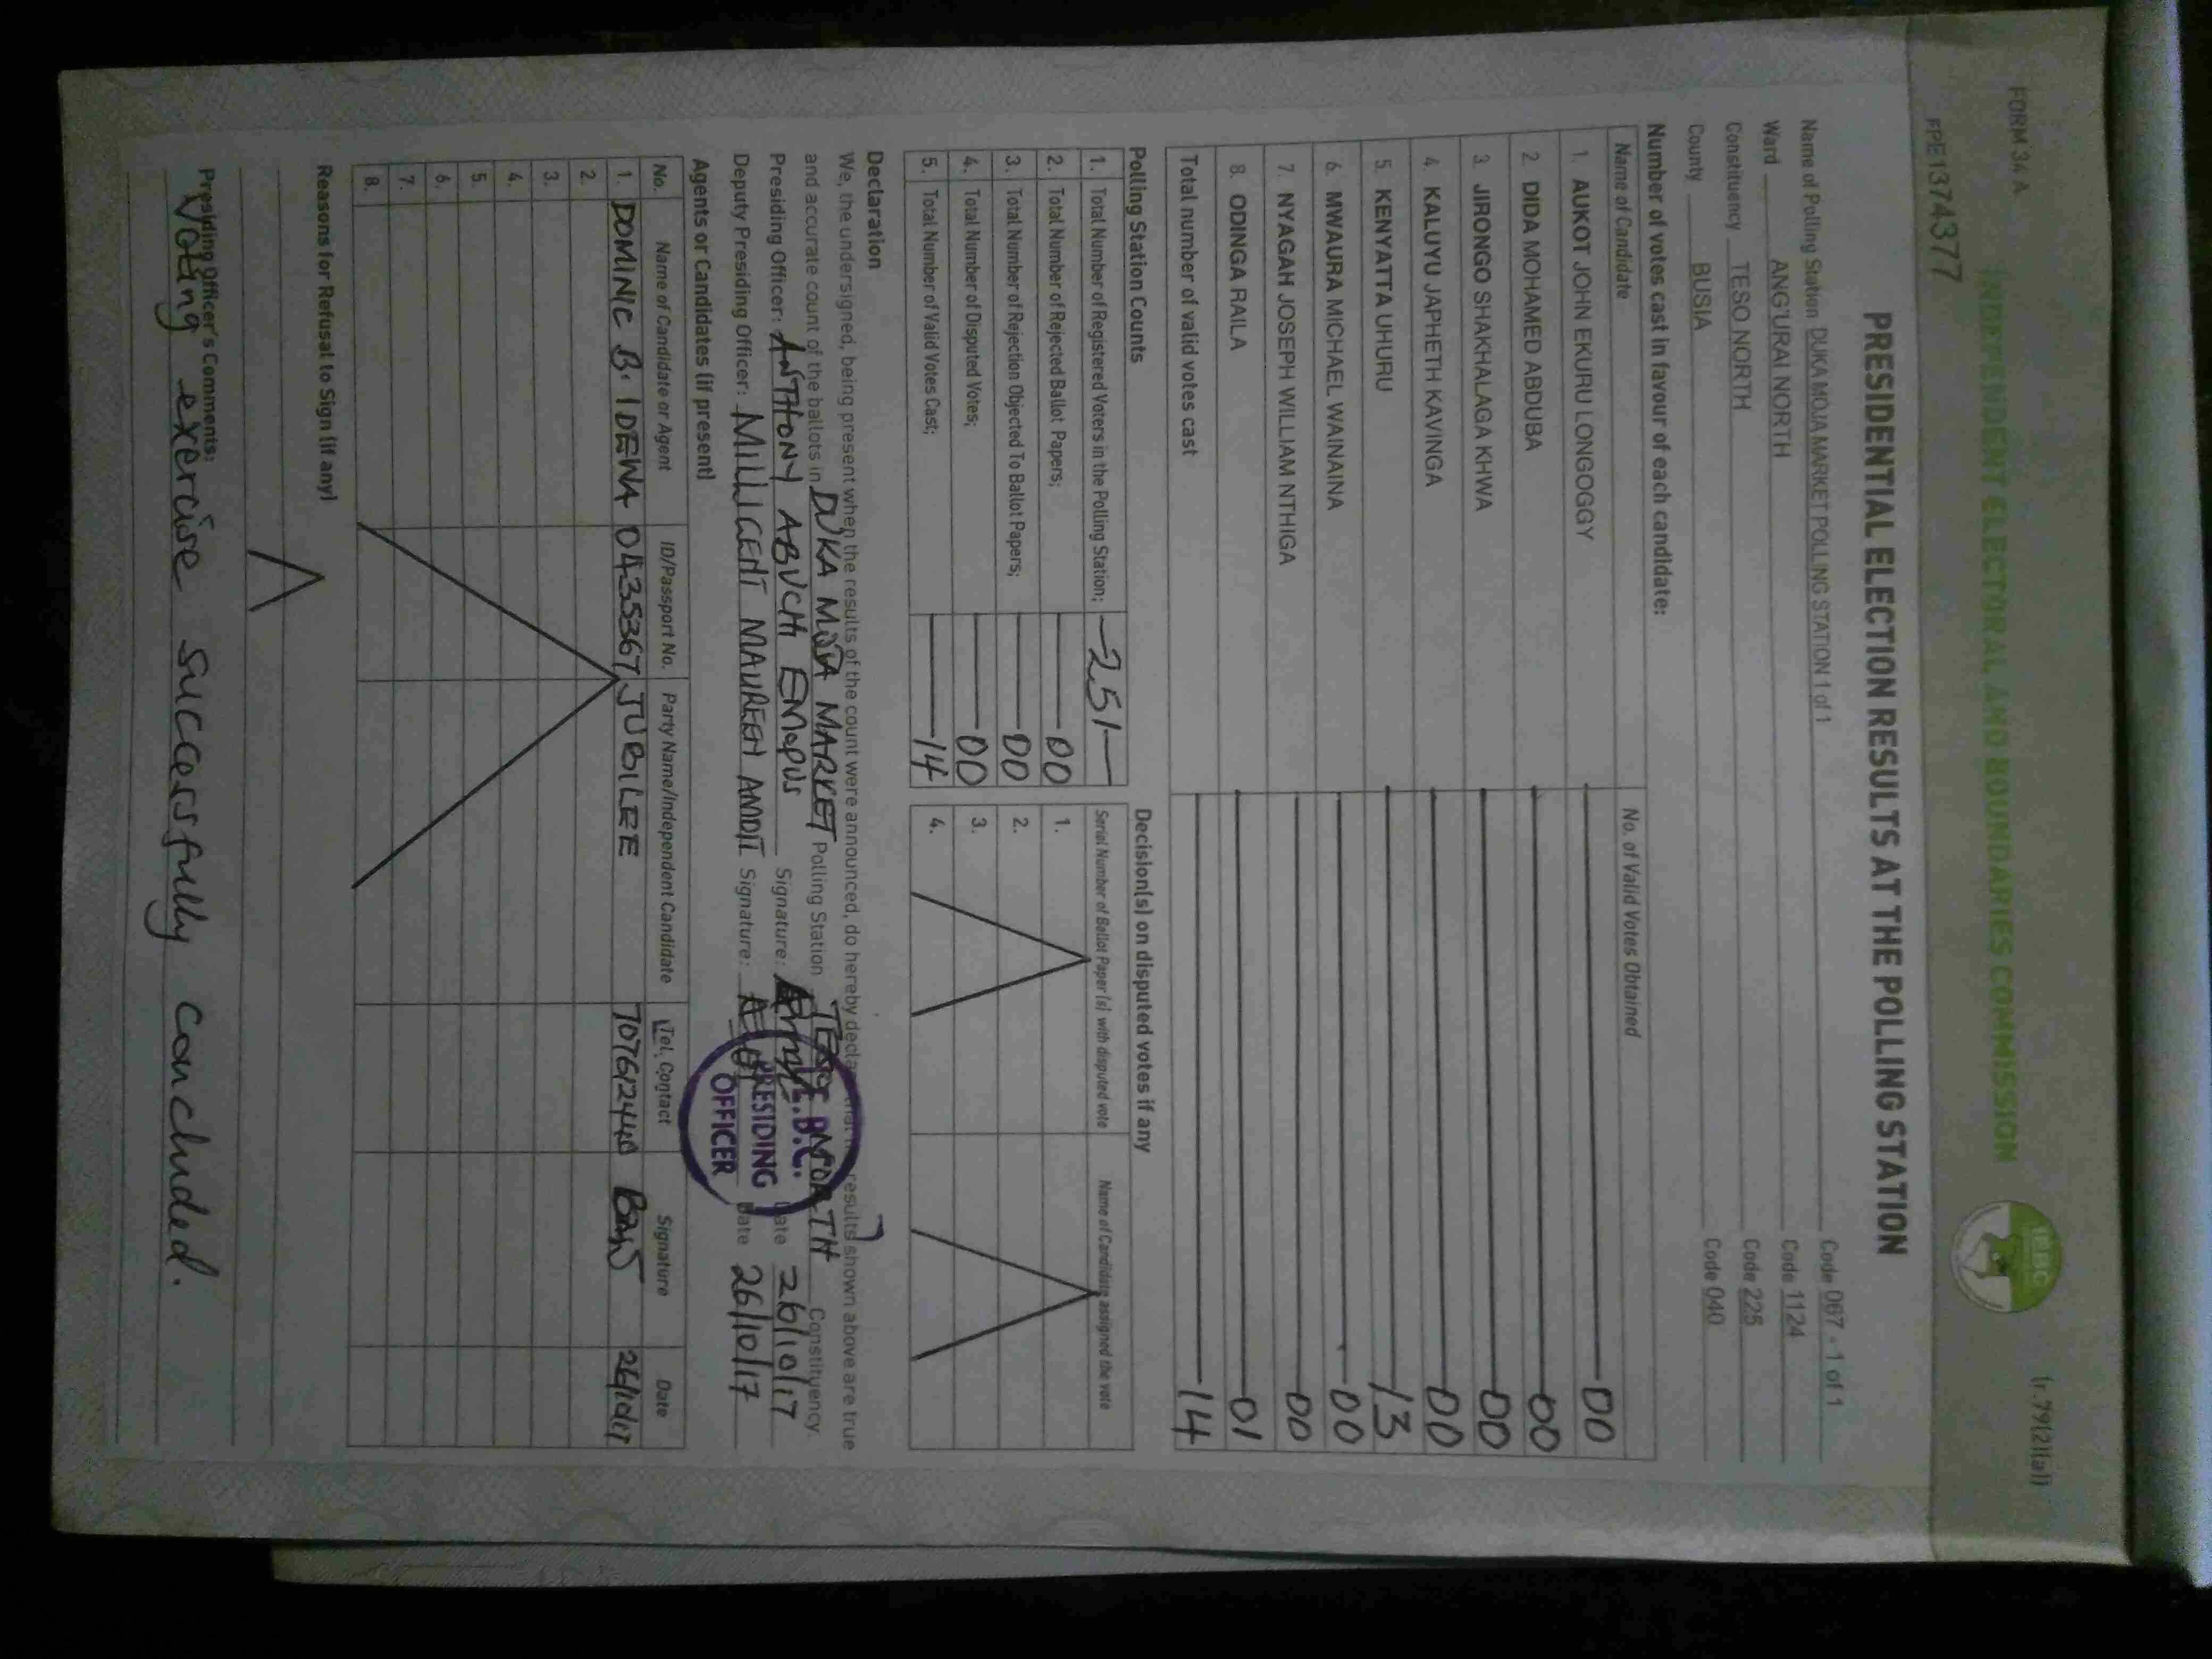 FORM 34 A
(r.79(2)(a))
INDEPENDENT ELECTORAL AND BOUNDARIES COMMISSION
IEBC
FPE1374377
PRESIDENTIAL ELECTION RESULTS AT THE POLLING STATION
Name of Polling Station DUKA MOJA MARKET POLLING STATION 1 of 1 Code 067 - 1 of 1
Ward ANG'URAI NORTH Code 1124
Constituency TESO NORTH Code 225
County BUSIA Code 040
Number of votes cast in favour of each candidate:
Name of Candidate No. of Valid Votes Obtained
1. AUKOT JOHN EKURU LONGOGGY 00
2. DIDA MOHAMED ABDUBA 00
3. JIRONGO SHAKHALAGA KHWA 00
4. KALUYU JAPHETH KAVINGA 00
5. KENYATTA UHURU 13
6. MWAURA MICHAEL WAINAINA 00
7. NYAGAH JOSEPH WILLIAM NTHIGA 00
8. ODINGA RAILA 01
Total number of valid votes cast 14
Polling Station Counts
1. Total Number of Registered Voters in the Polling Station; 251
2. Total Number of Rejected Ballot Papers; 00
3. Total Number of Rejection Objected To Ballot Papers; 00
4. Total Number of Disputed Votes; 00
5. Total Number of Valid Votes Cast; 14
Decision(s) on disputed votes if any
Serial Number of Ballot Paper(s) with disputed vote Name of Candidate assigned the vote
1.
2.
3.
4.
Declaration
We, the undersigned, being present when the results of the count were announced, do hereby declare that the results shown above are true
and accurate count of the ballots in DUKA MOJA MARKET Polling Station TESO NORTH Constituency
Presiding Officer: ANTHONY ABUCH EMOPUS Signature: Date 26/10/17
Deputy Presiding Officer: MILLICENT MAUREEN AMOIT Signature: Date 26/10/17
I.E.B.C.
PRESIDING
OFFICER
Agents or Candidates (if present)
No. Name of Candidate or Agent ID/Passport No. Party Name/Independent Candidate Tel. Contact Signature Date
1. DOMINIC B. IDEWA 04353671 JUBILEE 707612440 26/10/17
2.
3.
4.
5.
6.
7.
8.
Reasons for Refusal to Sign (if any)
Presiding Officer's Comments:
Voting exercise successfully concluded.